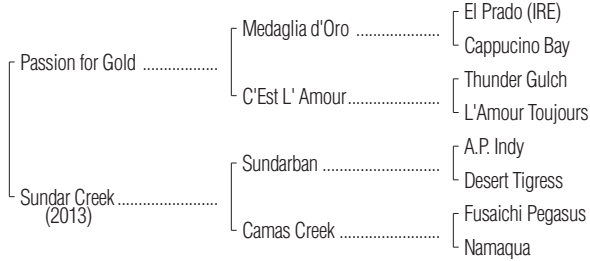 El Prado (IRE)
Medaglia d'Oro ....................
Cappucino Bay
Passion for Gold ..................
Thunder Gulch
C'Est L' Amour......................
L'Amour Toujours
A.P. Indy
Sundarban ............................
Desert Tigress
Sundar Creek ........................
(2013)
Fusaichi Pegasus
Camas Creek ........................
Namaqua